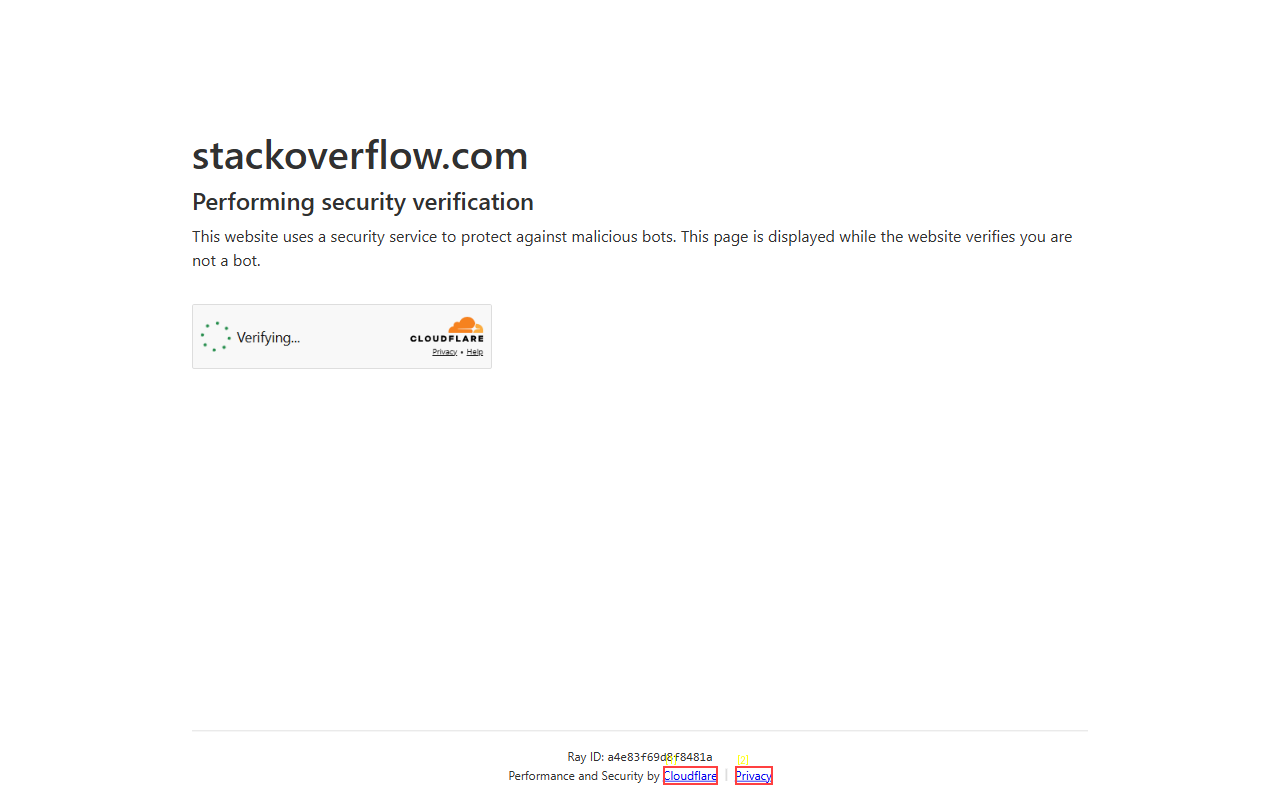 stackoverflow.com
Performing security verification
This website uses a security service to protect against malicious bots. This page is displayed while the website verifies you are
not a bot.
Verifying...
CLOUDFLARE
Privacy • Help
Ray ID: a4e83f69d8f8481a
[2]
Performance and Security by Cloudflare | Privacy